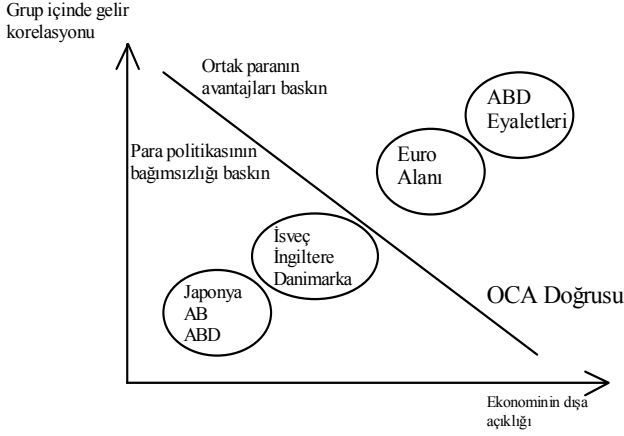 Grup içinde gelir
korelasyonu
Ortak paranın
avantajları baskın
ABD
Eyaletleri
Para politikasının
bağımsızlığı baskın
Euro
Alanı
İsveç
İngiltere
Danimarka
Japonya
AB
ABD
OCA Doğrusu
Ekonominin dışa
açıklığı